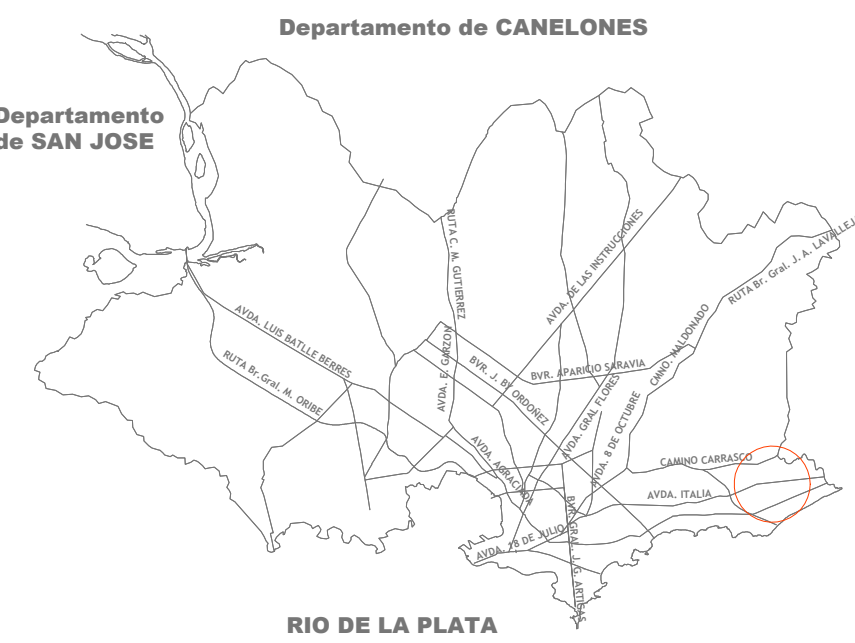 Departamento de CANELONES
Departamento
de SAN JOSE
RUTA C. M. GUTIERREZ
AVDA. DE LAS INSTRUCCIONES
RUTA Br. Gral. J. A. LAVALLEJ
AVDA. LUIS BATLLE BERRES
RUTA Br.Gral. M. ORIBE
AVDA. E. GARZON
BVR. J. BY ORDOÑEZ
BVR. APARICIO SARAVIA
CMNO. MALDONADO
AVDA. GRAL FLORES
AVDA. 8 DE OCTUBRE
AVDA. AGRACIADA
CAMINO CARRASCO
AVDA. ITALIA
BVR. GRAL. J. G. ARTIGAS
AVDA. 18 DE JULIO
RIO DE LA PLATA